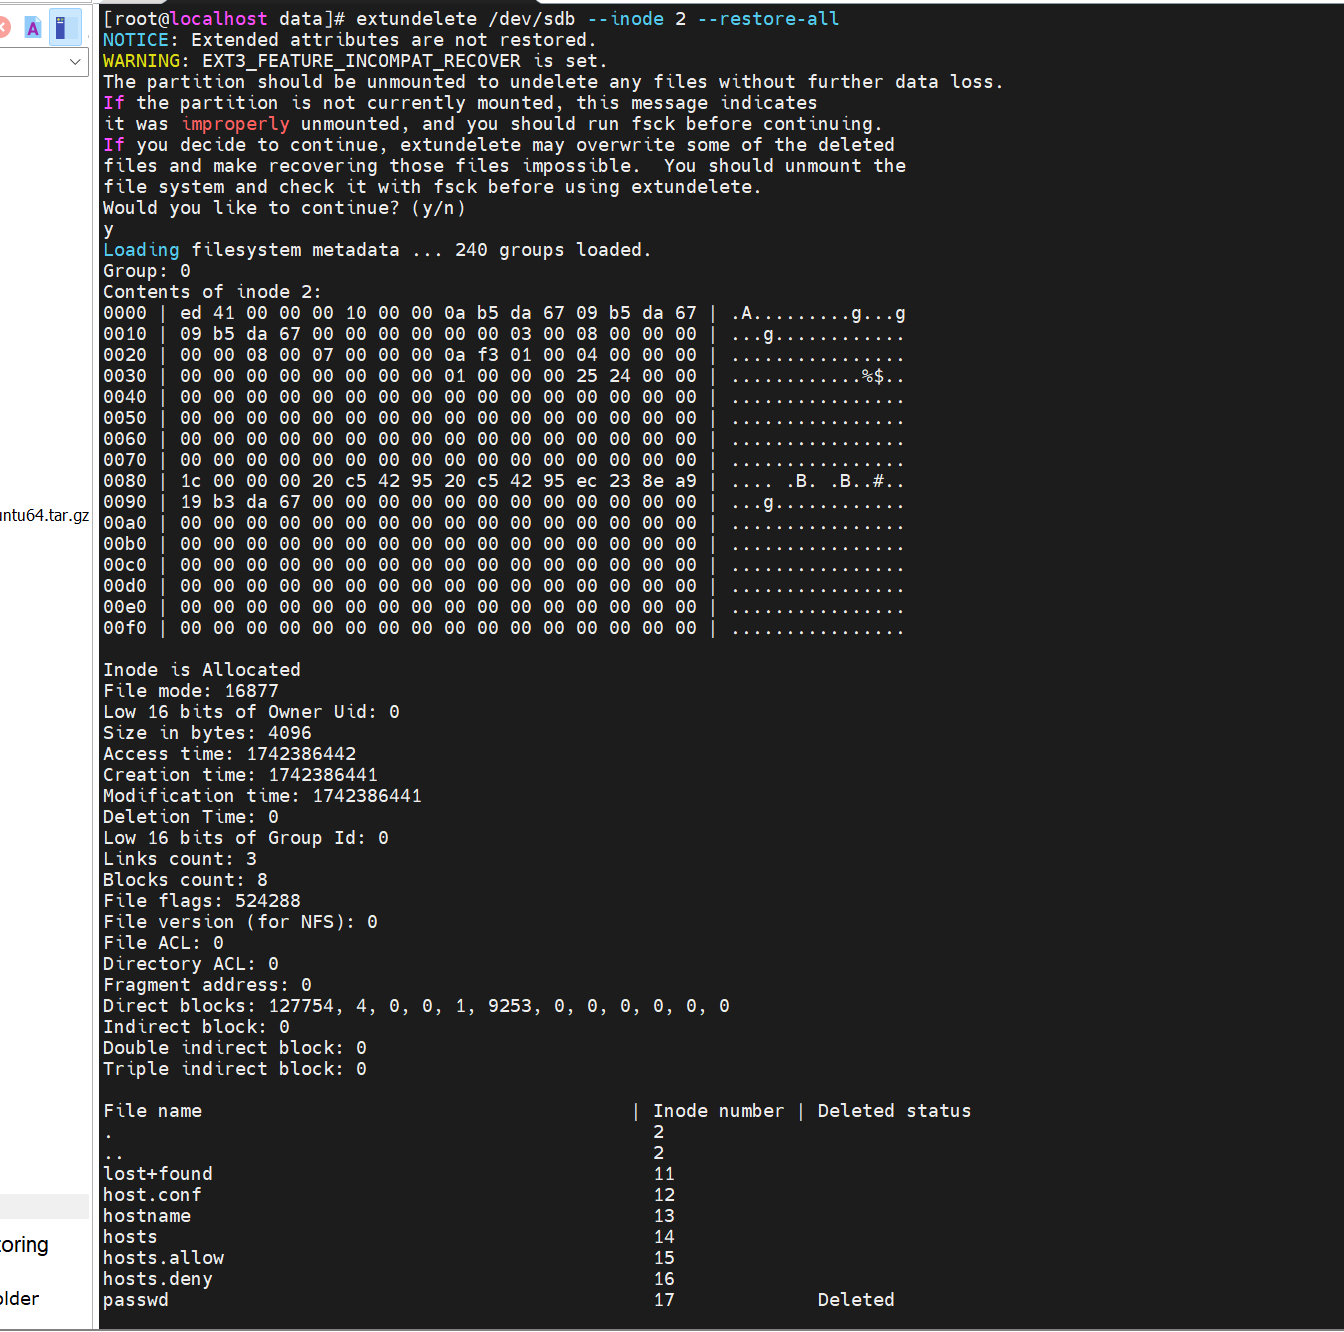 A
ntu64.tar.gz
toring
older
[root@localhost data]# extundelete /dev/sdb --inode 2 --restore-all
NOTICE: Extended attributes are not restored.
WARNING: EXT3_FEATURE_INCOMPAT_RECOVER is set.
The partition should be unmounted to undelete any files without further data loss.
If the partition is not currently mounted, this message indicates
it was improperly unmounted, and you should run fsck before continuing.
If you decide to continue, extundelete may overwrite some of the deleted
files and make recovering those files impossible.  You should unmount the
file system and check it with fsck before using extundelete.
Would you like to continue? (y/n)
y
Loading filesystem metadata ... 240 groups loaded.
Group: 0
Contents of inode 2:
0000 | ed 41 00 00 00 10 00 00 0a b5 da 67 09 b5 da 67 | .A.........g...g
0010 | 09 b5 da 67 00 00 00 00 00 00 03 00 08 00 00 00 | ...g............
0020 | 00 00 08 00 07 00 00 00 0a f3 01 00 04 00 00 00 | ................
0030 | 00 00 00 00 00 00 00 00 01 00 00 00 25 24 00 00 | ............%$..
0040 | 00 00 00 00 00 00 00 00 00 00 00 00 00 00 00 00 | ................
0050 | 00 00 00 00 00 00 00 00 00 00 00 00 00 00 00 00 | ................
0060 | 00 00 00 00 00 00 00 00 00 00 00 00 00 00 00 00 | ................
0070 | 00 00 00 00 00 00 00 00 00 00 00 00 00 00 00 00 | ................
0080 | 1c 00 00 00 20 c5 42 95 20 c5 42 95 ec 23 8e a9 | .... .B. .B..#..
0090 | 19 b3 da 67 00 00 00 00 00 00 00 00 00 00 00 00 | ...g............
00a0 | 00 00 00 00 00 00 00 00 00 00 00 00 00 00 00 00 | ................
00b0 | 00 00 00 00 00 00 00 00 00 00 00 00 00 00 00 00 | ................
00c0 | 00 00 00 00 00 00 00 00 00 00 00 00 00 00 00 00 | ................
00d0 | 00 00 00 00 00 00 00 00 00 00 00 00 00 00 00 00 | ................
00e0 | 00 00 00 00 00 00 00 00 00 00 00 00 00 00 00 00 | ................
00f0 | 00 00 00 00 00 00 00 00 00 00 00 00 00 00 00 00 | ................
Inode is Allocated
File mode: 16877
Low 16 bits of Owner Uid: 0
Size in bytes: 4096
Access time: 1742386442
Creation time: 1742386441
Modification time: 1742386441
Deletion Time: 0
Low 16 bits of Group Id: 0
Links count: 3
Blocks count: 8
File flags: 524288
File version (for NFS): 0
File ACL: 0
Directory ACL: 0
Fragment address: 0
Direct blocks: 127754, 4, 0, 0, 1, 9253, 0, 0, 0, 0, 0, 0
Indirect block: 0
Double indirect block: 0
Triple indirect block: 0
File name | Inode number | Deleted status
. 2
.. 2
lost+found 11
host.conf 12
hostname 13
hosts 14
hosts.allow 15
hosts.deny 16
passwd 17 Deleted